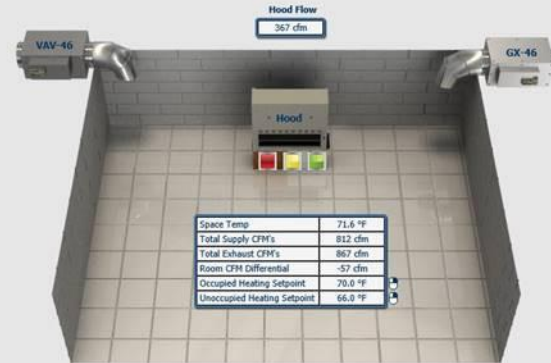 Hood Flow
367 cfm
VAV-46
GX-46
Hood
Space Temp 71.6 °F
Total Supply CFM's 812 cfm
Total Exhaust CFM's 867 cfm
Room CFM Differential -57 cfm
Occupied Heating Setpoint 70.0 °F
Unoccupied Heating Setpoint 66.0 °F